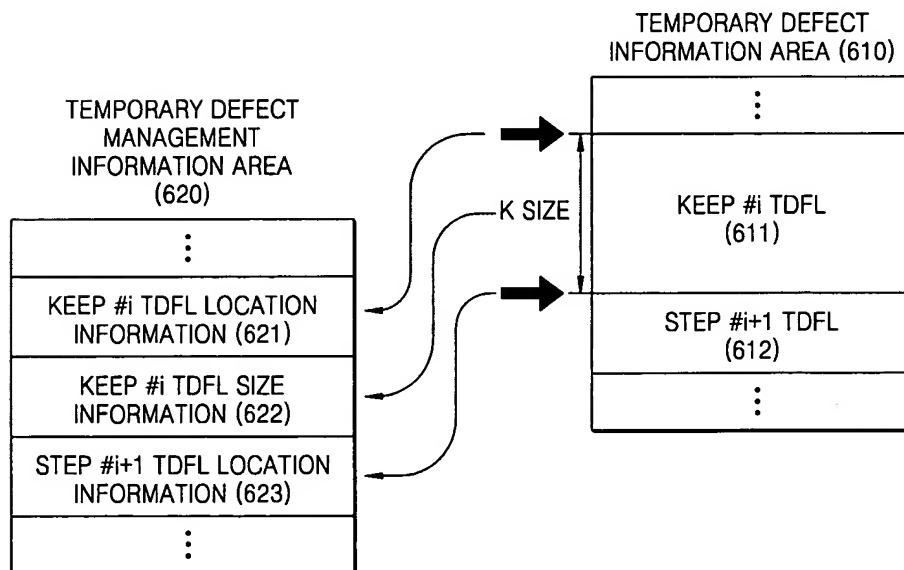 TEMPORARY DEFECT
INFORMATION AREA (610)
⋮
KEEP #i TDFL
(611)
STEP #i+1 TDFL
(612)
⋮
K SIZE
TEMPORARY DEFECT
MANAGEMENT
INFORMATION AREA
(620)
⋮
KEEP #i TDFL LOCATION
INFORMATION (621)
KEEP #i TDFL SIZE
INFORMATION (622)
STEP #i+1 TDFL LOCATION
INFORMATION (623)
⋮